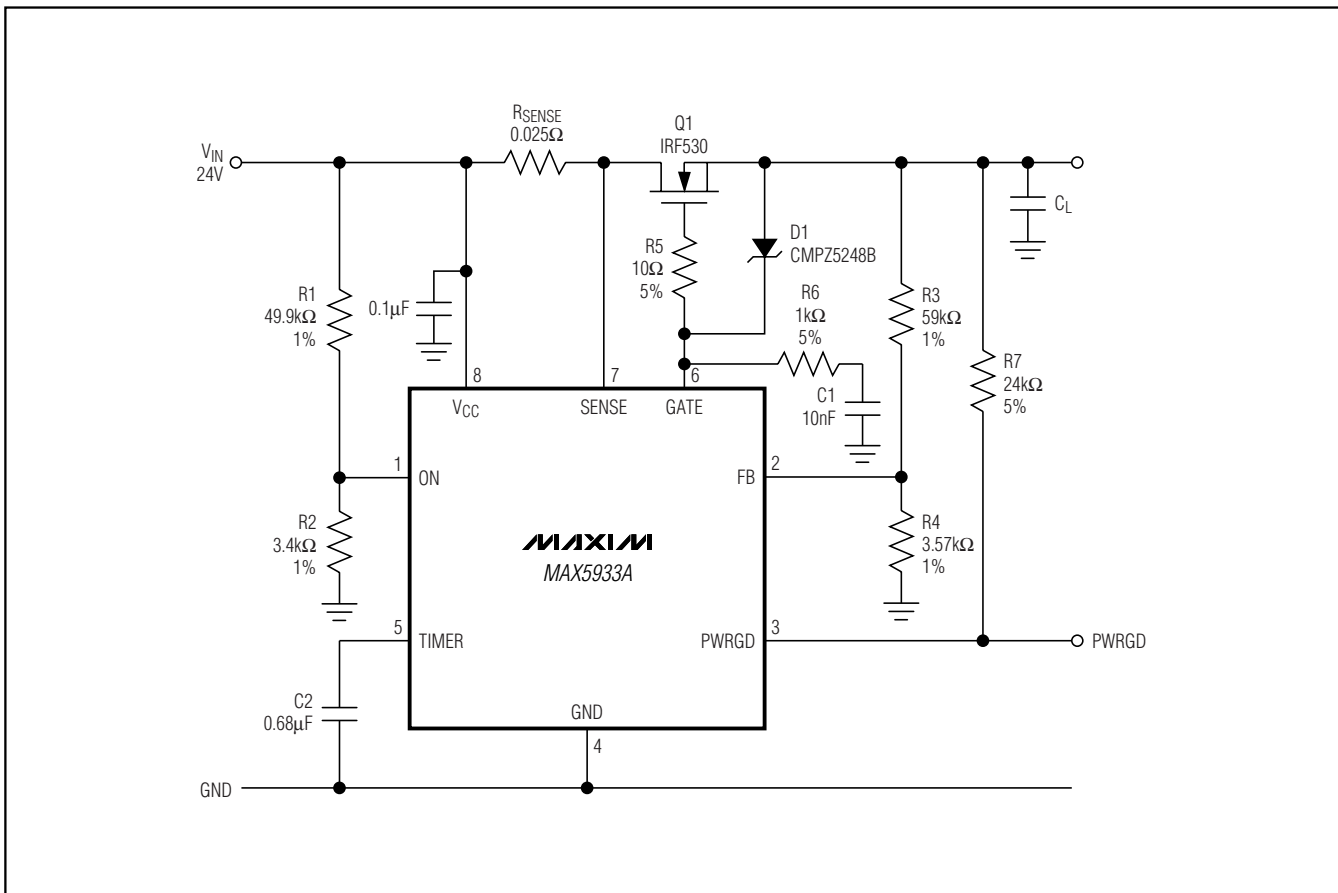 VIN
24V
RSENSE
0.025Ω
Q1
IRF530
CL
R5
10Ω
5%
D1
CMPZ5248B
R1
49.9kΩ
1%
0.1µF
R6
1kΩ
5%
R3
59kΩ
1%
R7
24kΩ
5%
C1
10nF
8
7
6
VCC
SENSE
GATE
1
ON
2
FB
R2
3.4kΩ
1%
MAXIM
MAX5933A
R4
3.57kΩ
1%
5
TIMER
3
PWRGD
PWRGD
C2
0.68µF
GND
4
GND